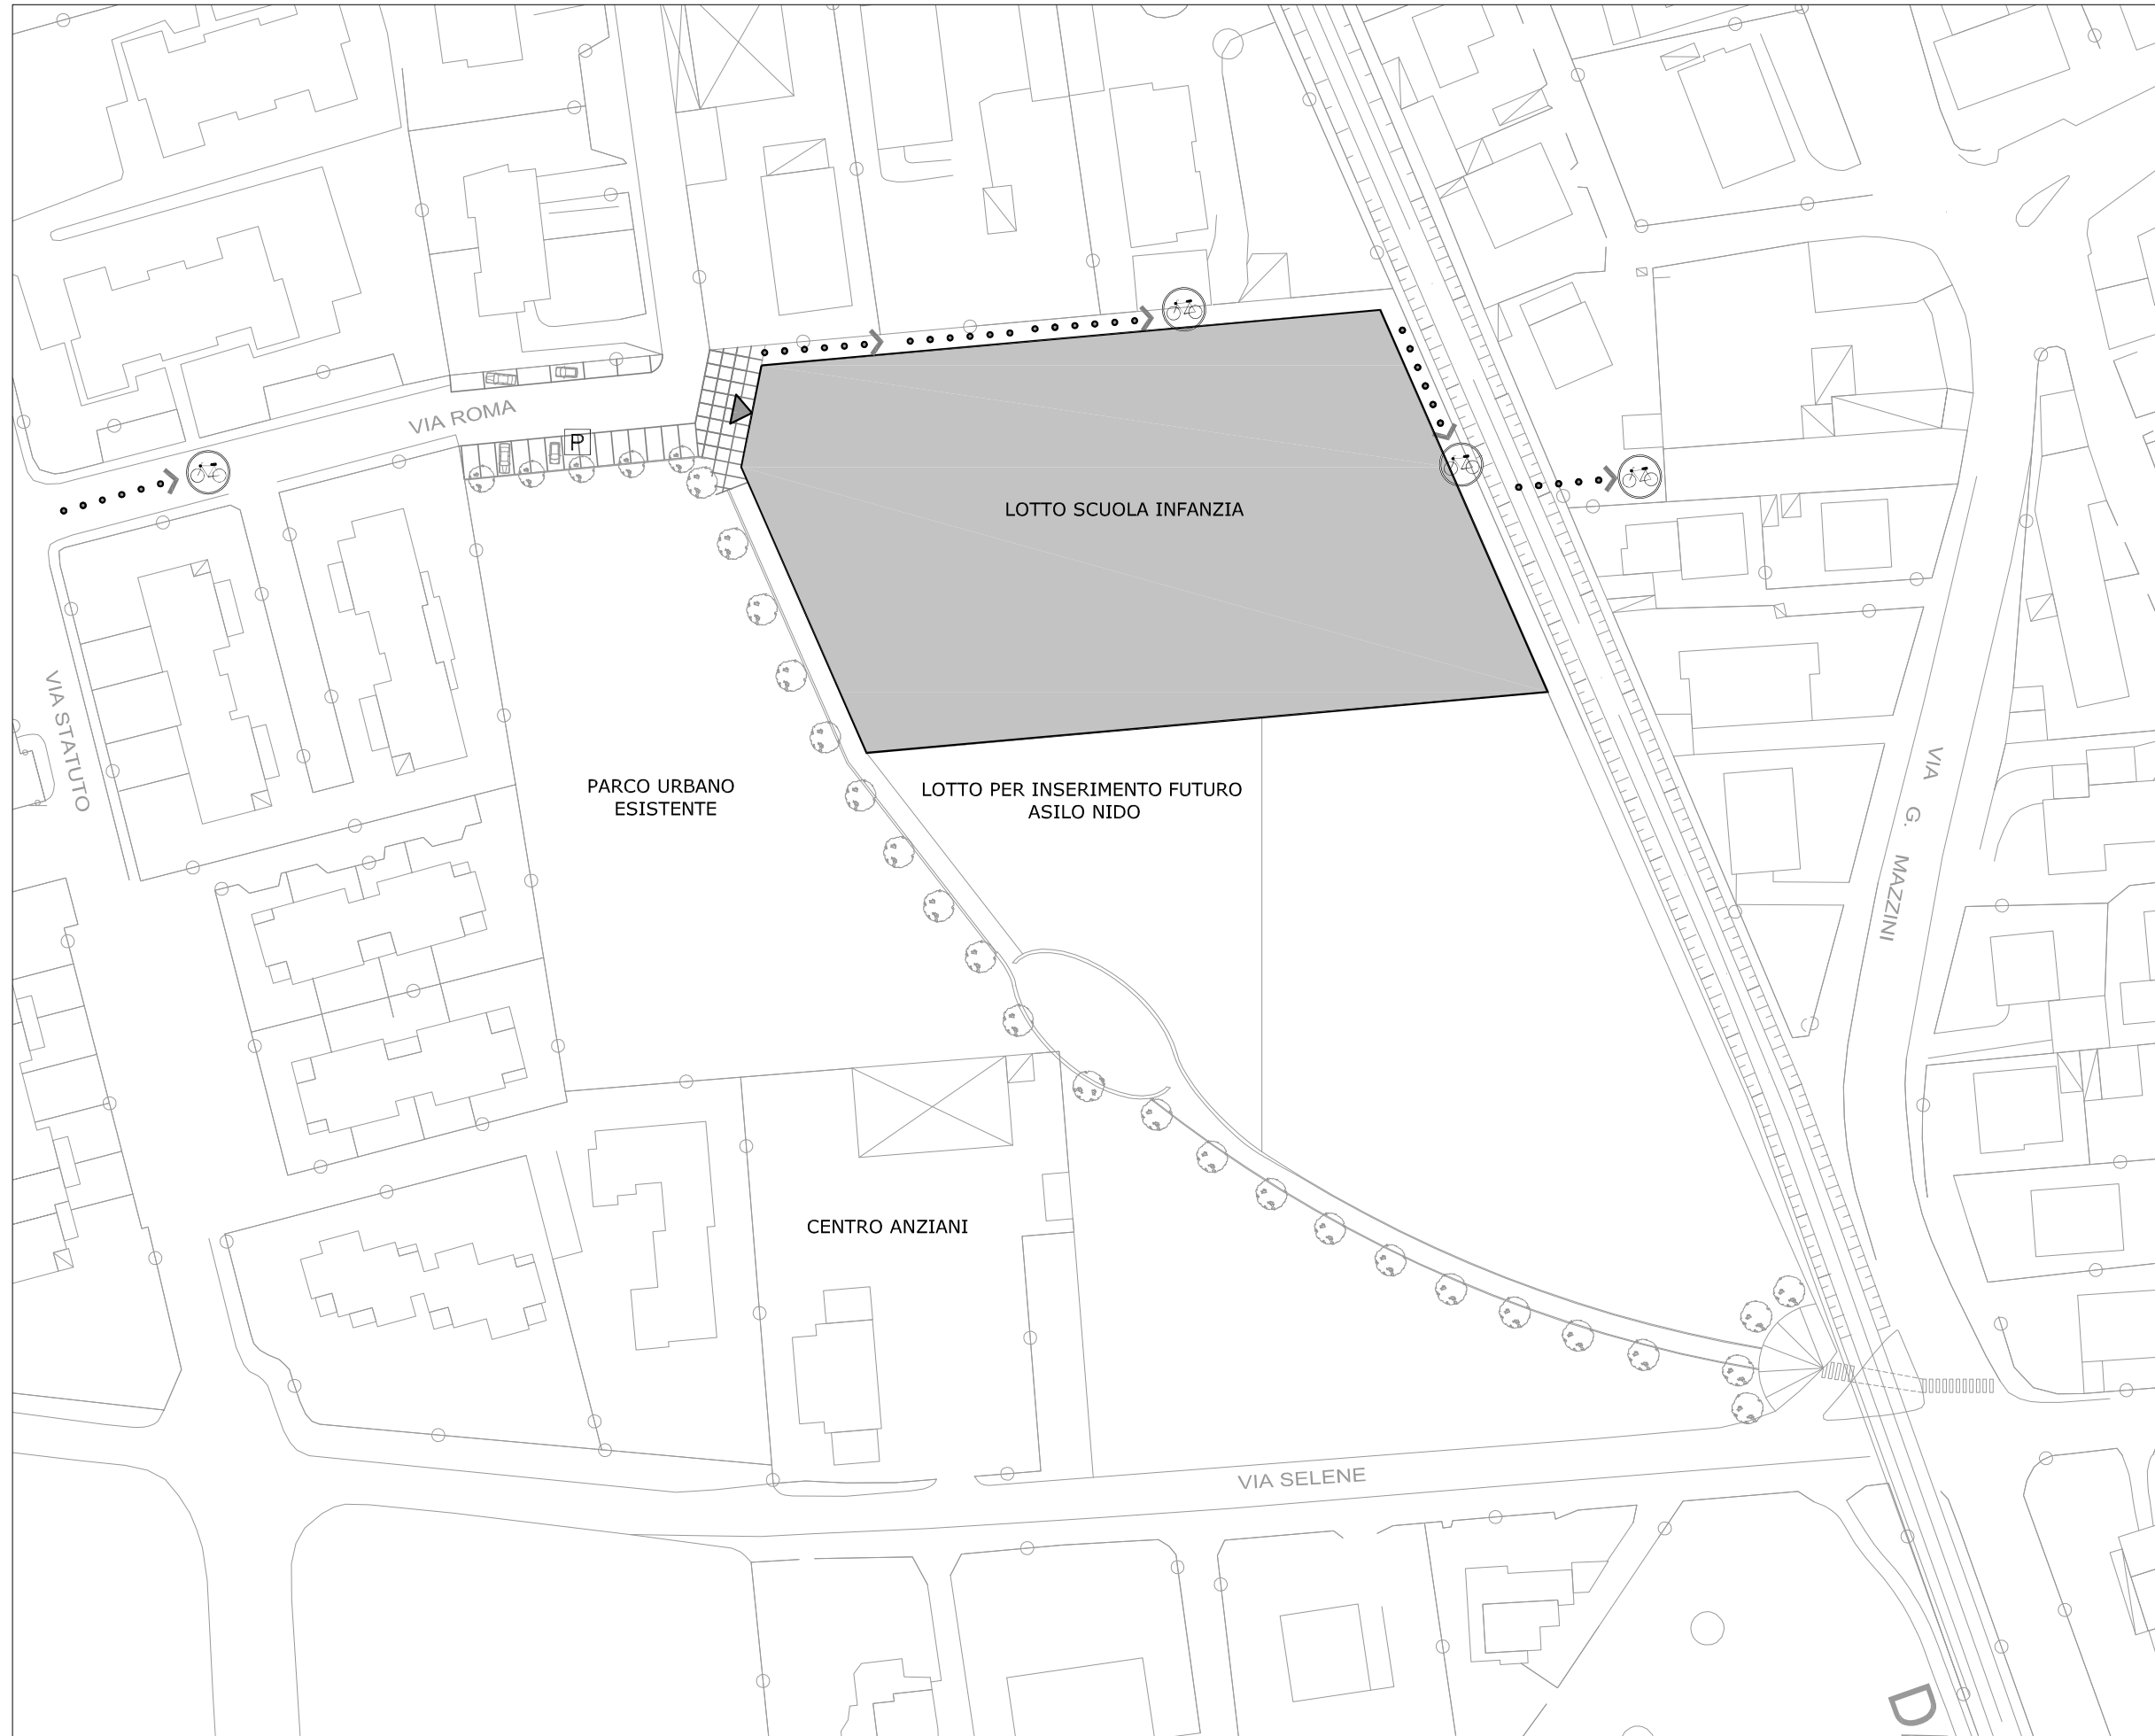 VIA ROMA
P
LOTTO SCUOLA INFANZIA
VIA STATUTO
PARCO URBANO
ESISTENTE
LOTTO PER INSERIMENTO FUTURO
ASILO NIDO
VIA G. MAZZINI
CENTRO ANZIANI
VIA SELENE
D